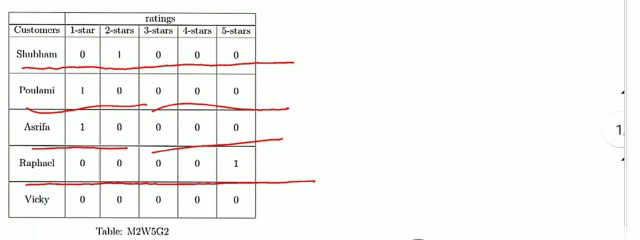 ratings
Customers 1-star 2-stars 3-stars 4-stars 5-stars
Shubham 0 1 0 0 0
Poulami 1 0 0 0 0
Asrifa 1 0 0 0 0
Raphael 0 0 0 0 1
Vicky 0 0 0 0 0
Table: M2W5G2
1.